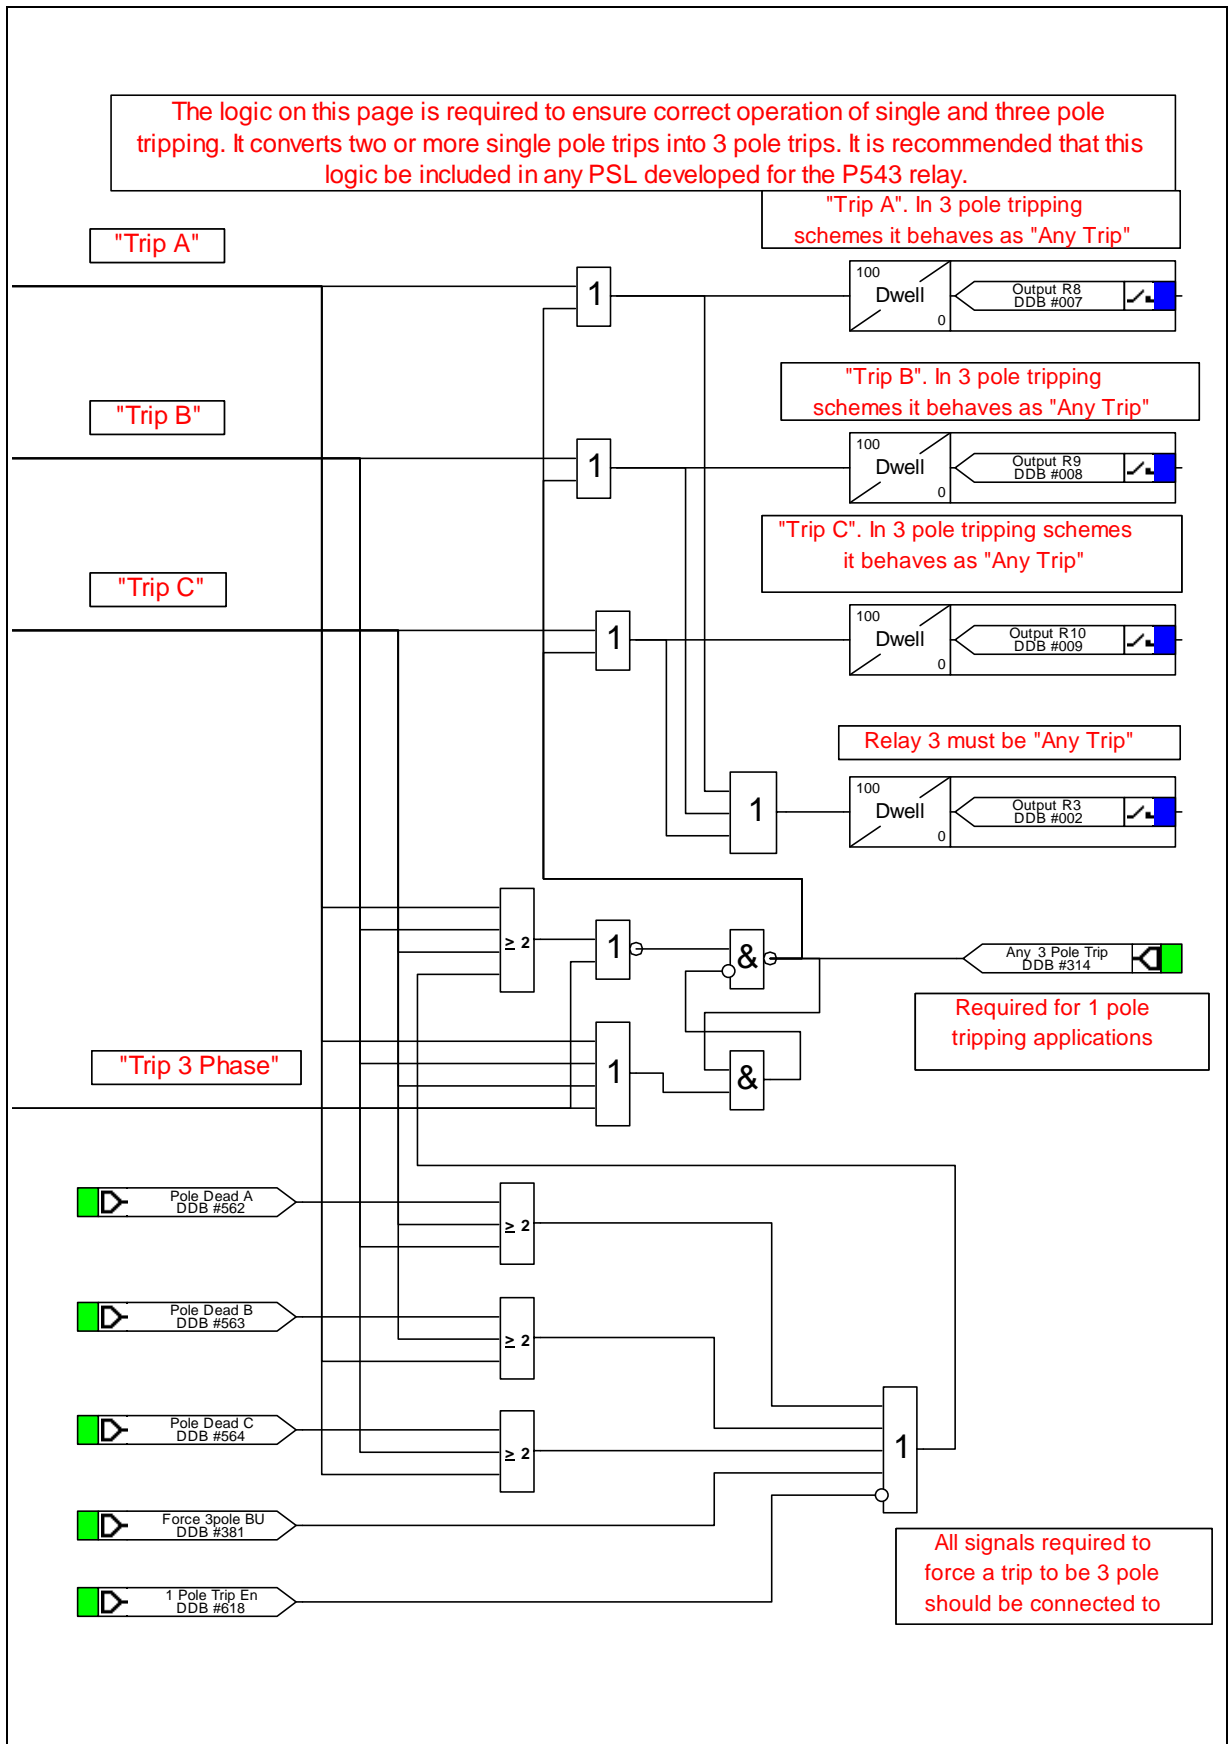 The logic on this page is required to ensure correct operation of single and three pole
tripping. It converts two or more single pole trips into 3 pole trips. It is recommended that this
logic be included in any PSL developed for the P543 relay.
"Trip A". In 3 pole tripping
schemes it behaves as "Any Trip"
"Trip A"
1
100
Dwell
0
Output R8
DDB #007
"Trip B". In 3 pole tripping
schemes it behaves as "Any Trip"
"Trip B"
1
100
Dwell
0
Output R9
DDB #008
"Trip C". In 3 pole tripping schemes
it behaves as "Any Trip"
"Trip C"
1
100
Dwell
0
Output R10
DDB #009
Relay 3 must be "Any Trip"
1
100
Dwell
0
Output R3
DDB #002
≥ 2
1
&
Any 3 Pole Trip
DDB #314
Required for 1 pole
tripping applications
"Trip 3 Phase"
1
&
Pole Dead A
DDB #562
≥ 2
Pole Dead B
DDB #563
≥ 2
Pole Dead C
DDB #564
≥ 2
1
Force 3pole BU
DDB #381
All signals required to
force a trip to be 3 pole
should be connected to
1 Pole Trip En
DDB #618